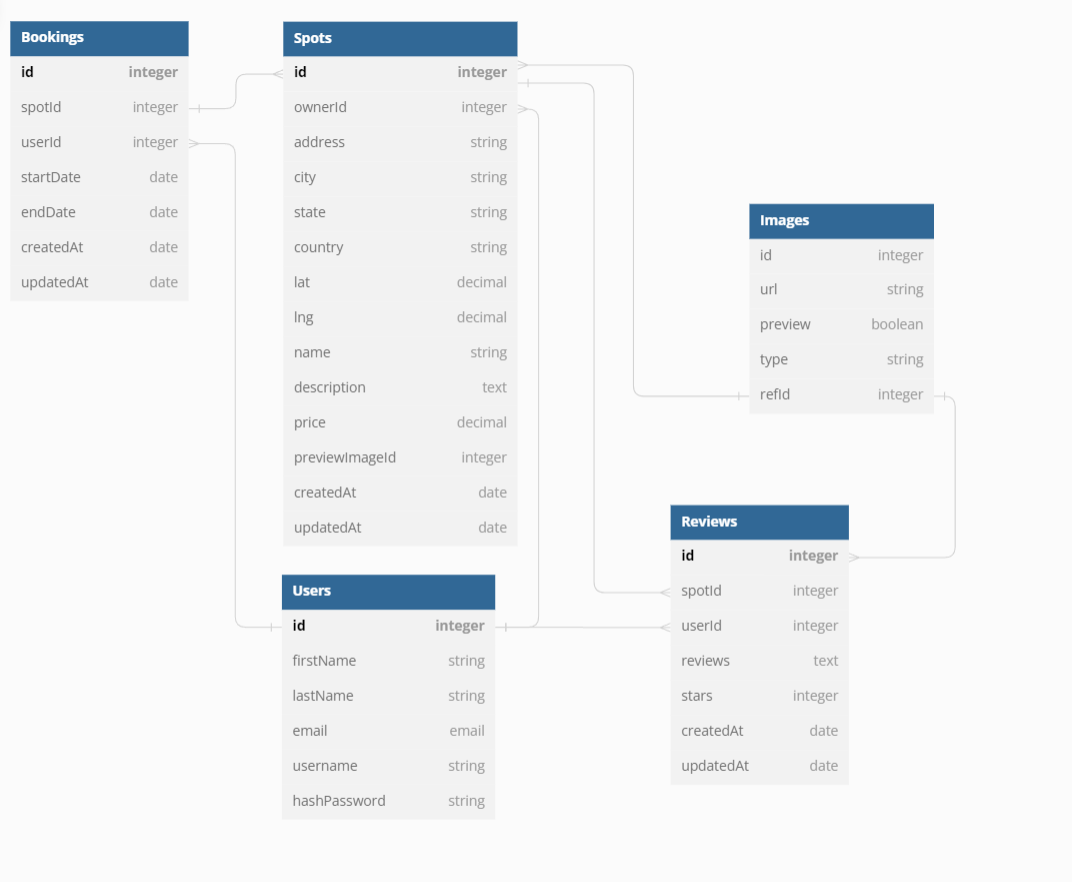 Bookings
id integer
spotId integer
userId integer
startDate date
endDate date
createdAt date
updatedAt date
Spots
id integer
ownerId integer
address string
city string
state string
country string
lat decimal
lng decimal
name string
description text
price decimal
previewImageId integer
createdAt date
updatedAt date
Images
id integer
url string
preview boolean
type string
refId integer
Users
id integer
firstName string
lastName string
email email
username string
hashPassword string
Reviews
id integer
spotId integer
userId integer
reviews text
stars integer
createdAt date
updatedAt date